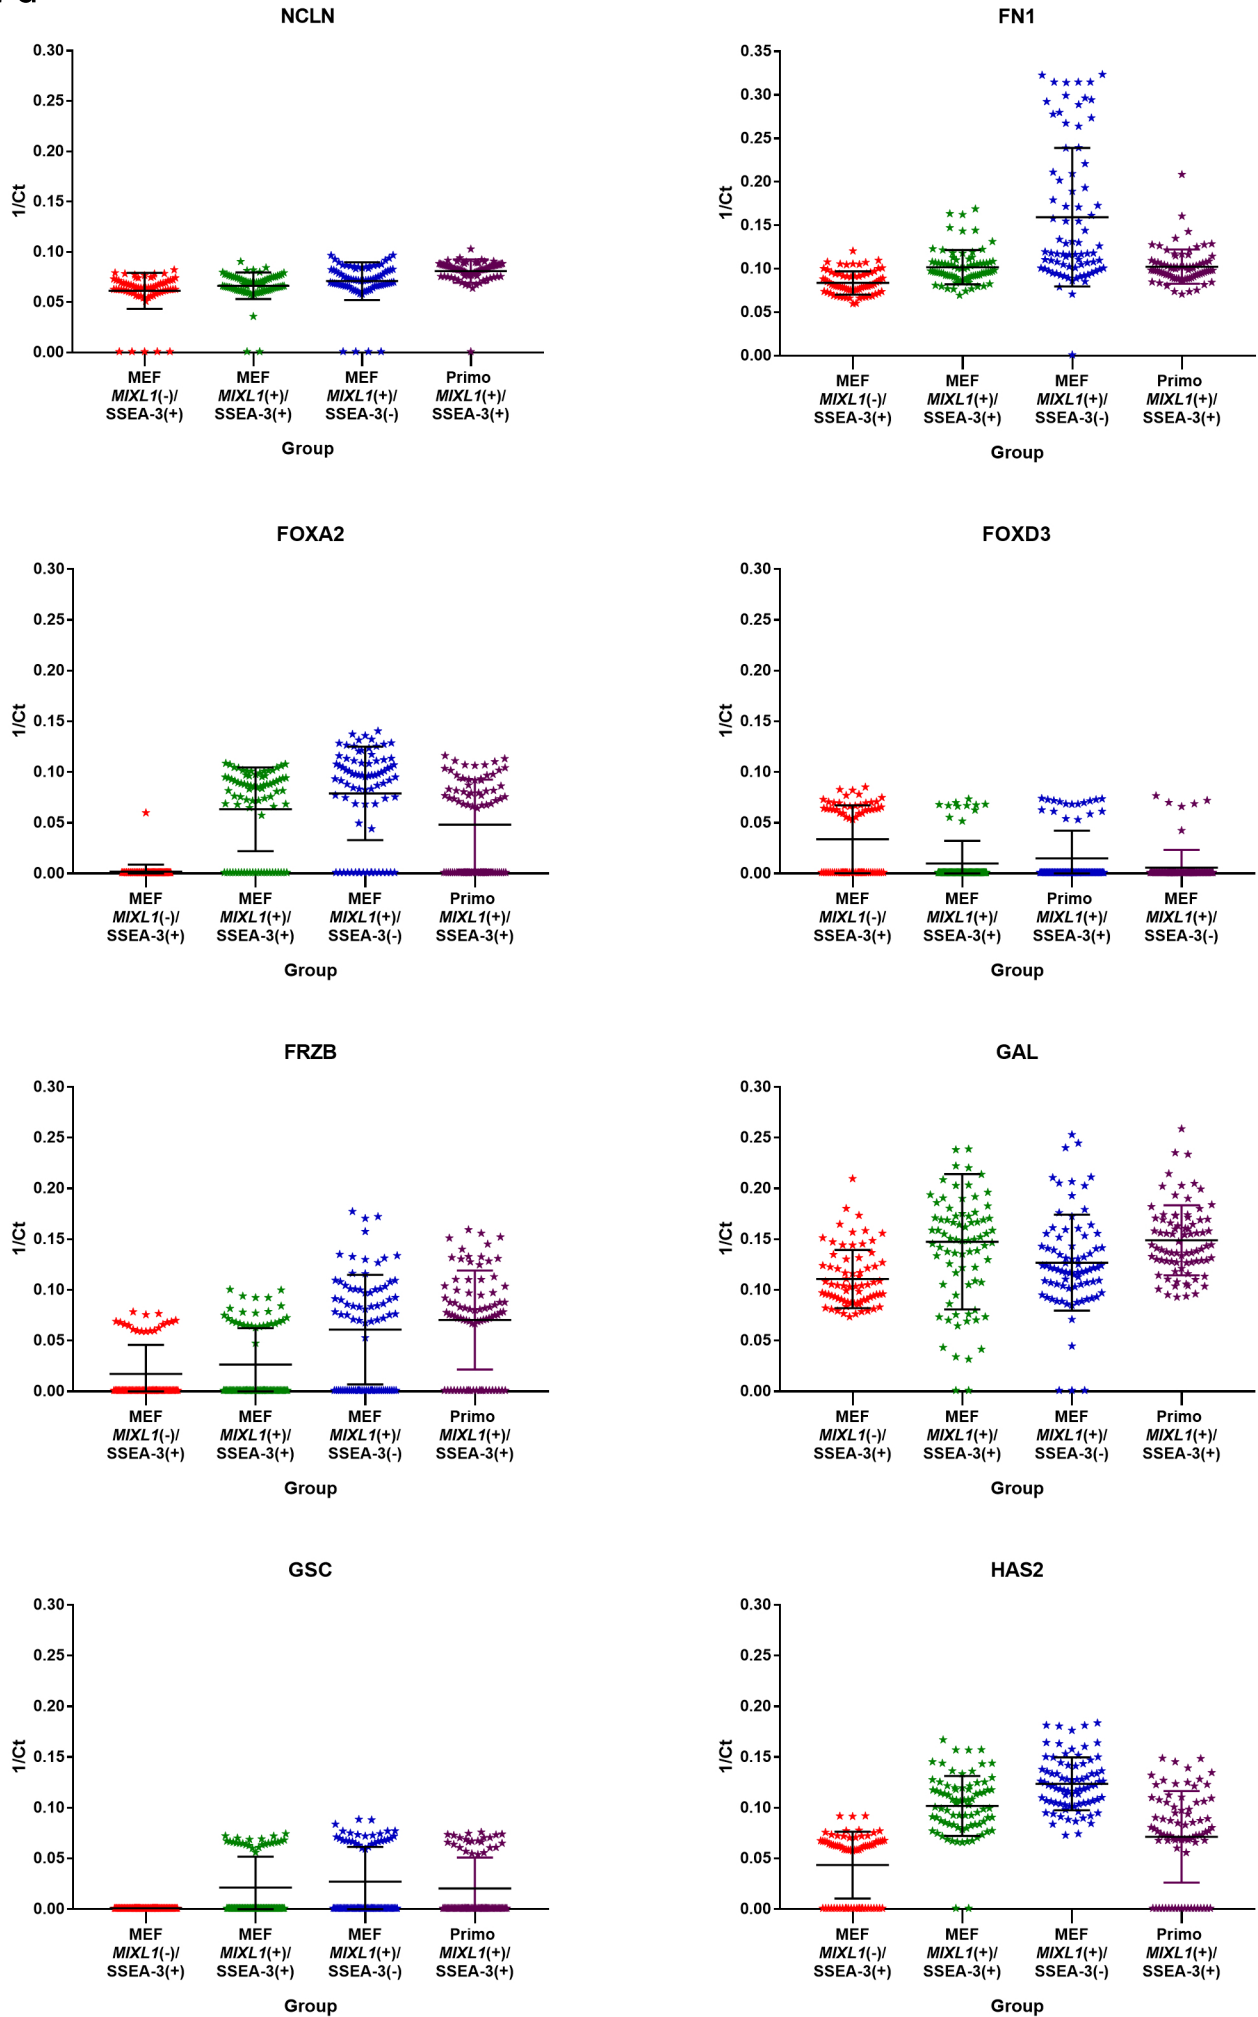 NCLN
0.30
0.25
0.20
0.15
0.10
0.05
0.00
1/Ct
MEF MEF MEF Primo
MIXL1(-)/ MIXL1(+)/ MIXL1(+)/ MIXL1(+)/
SSEA-3(+) SSEA-3(+) SSEA-3(-) SSEA-3(+)
Group
FN1
0.35
0.30
0.25
0.20
0.15
0.10
0.05
0.00
1/Ct
MEF MEF MEF Primo
MIXL1(-)/ MIXL1(+)/ MIXL1(+)/ MIXL1(+)/
SSEA-3(+) SSEA-3(+) SSEA-3(-) SSEA-3(+)
Group
FOXA2
0.30
0.25
0.20
0.15
0.10
0.05
0.00
1/Ct
MEF MEF MEF Primo
MIXL1(-)/ MIXL1(+)/ MIXL1(+)/ MIXL1(+)/
SSEA-3(+) SSEA-3(+) SSEA-3(-) SSEA-3(+)
Group
FOXD3
0.30
0.25
0.20
0.15
0.10
0.05
0.00
1/Ct
MEF MEF Primo MEF
MIXL1(-)/ MIXL1(+)/ MIXL1(+)/ MIXL1(+)/
SSEA-3(+) SSEA-3(+) SSEA-3(+) SSEA-3(-)
Group
FRZB
0.30
0.25
0.20
0.15
0.10
0.05
0.00
1/Ct
MEF MEF MEF Primo
MIXL1(-)/ MIXL1(+)/ MIXL1(+)/ MIXL1(+)/
SSEA-3(+) SSEA-3(+) SSEA-3(-) SSEA-3(+)
Group
GAL
0.30
0.25
0.20
0.15
0.10
0.05
0.00
1/Ct
MEF MEF MEF Primo
MIXL1(-)/ MIXL1(+)/ MIXL1(+)/ MIXL1(+)/
SSEA-3(+) SSEA-3(+) SSEA-3(-) SSEA-3(+)
Group
GSC
0.30
0.25
0.20
0.15
0.10
0.05
0.00
1/Ct
MEF MEF MEF Primo
MIXL1(-)/ MIXL1(+)/ MIXL1(+)/ MIXL1(+)/
SSEA-3(+) SSEA-3(+) SSEA-3(-) SSEA-3(+)
Group
HAS2
0.30
0.25
0.20
0.15
0.10
0.05
0.00
1/Ct
MEF MEF MEF Primo
MIXL1(-)/ MIXL1(+)/ MIXL1(+)/ MIXL1(+)/
SSEA-3(+) SSEA-3(+) SSEA-3(-) SSEA-3(+)
Group